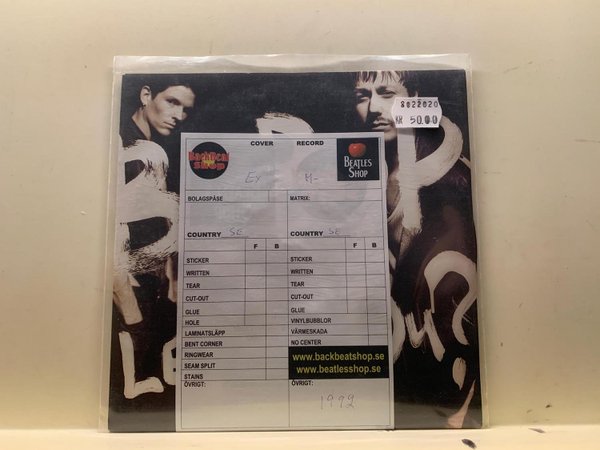 8022020
KR 50.00
COVER RECORD
BackBeat Shop
BEATLES SHOP
Ex M-
BOLAGSPÅSE MATRIX:
COUNTRY SE COUNTRY SE
F B F B
STICKER STICKER
WRITTEN WRITTEN
TEAR TEAR
CUT-OUT CUT-OUT
GLUE GLUE
HOLE VINYLBUBBLOR
LAMINATSLÄPP VÄRMESKADA
BENT CORNER NO CENTER
RINGWEAR www.backbeatshop.se
SEAM SPLIT www.beatlesshop.se
STAINS
ÖVRIGT: ÖVRIGT:
1992